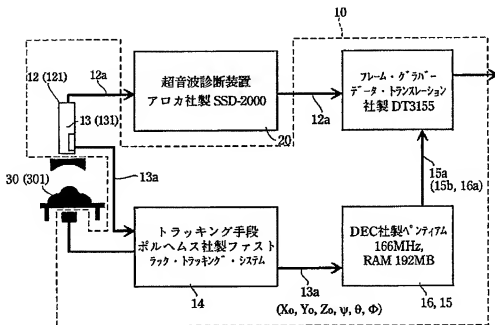 10
12 (121)
12a
13 (131)
超音波診断装置
アロカ社製 SSD-2000
20
12a
フレーム・グラバー
データ・トランスレーション
社製 DT3155
30 (301)
13a
15a
(15b, 16a)
トラッキング手段
ポルヘムス社製ファスト
ラック・トラッキング・システム
14
13a
(Xo, Yo, Zo, ψ, θ, Φ)
DEC社製ペンティアム
166MHz,
RAM 192MB
16, 15